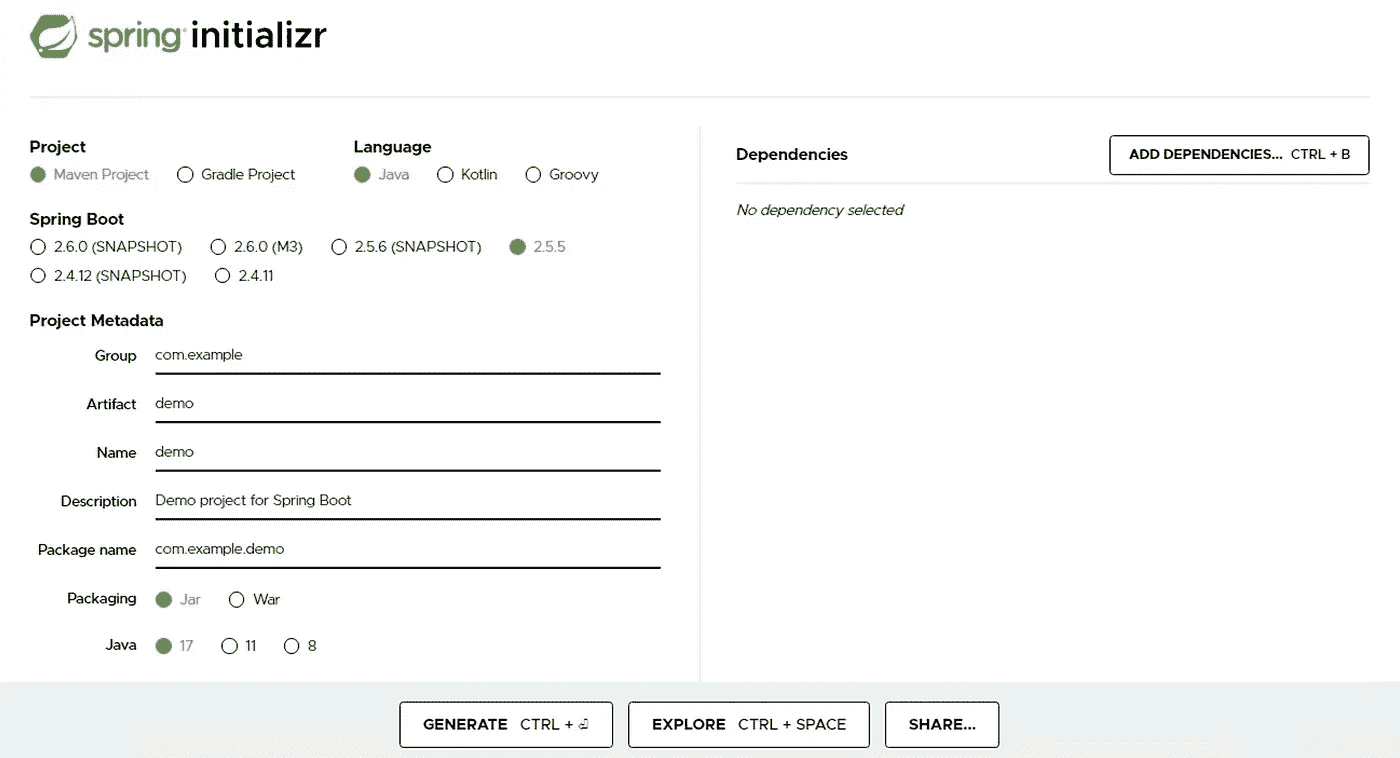 spring initializr
Project
Maven Project Gradle Project
Language
Java Kotlin Groovy
Spring Boot
2.6.0 (SNAPSHOT) 2.6.0 (M3) 2.5.6 (SNAPSHOT) 2.5.5
2.4.12 (SNAPSHOT) 2.4.11
Project Metadata
Group com.example
Artifact demo
Name demo
Description Demo project for Spring Boot
Package name com.example.demo
Packaging Jar War
Java 17 11 8
Dependencies
ADD DEPENDENCIES... CTRL + B
No dependency selected
GENERATE CTRL + ⏎
EXPLORE CTRL + SPACE
SHARE...